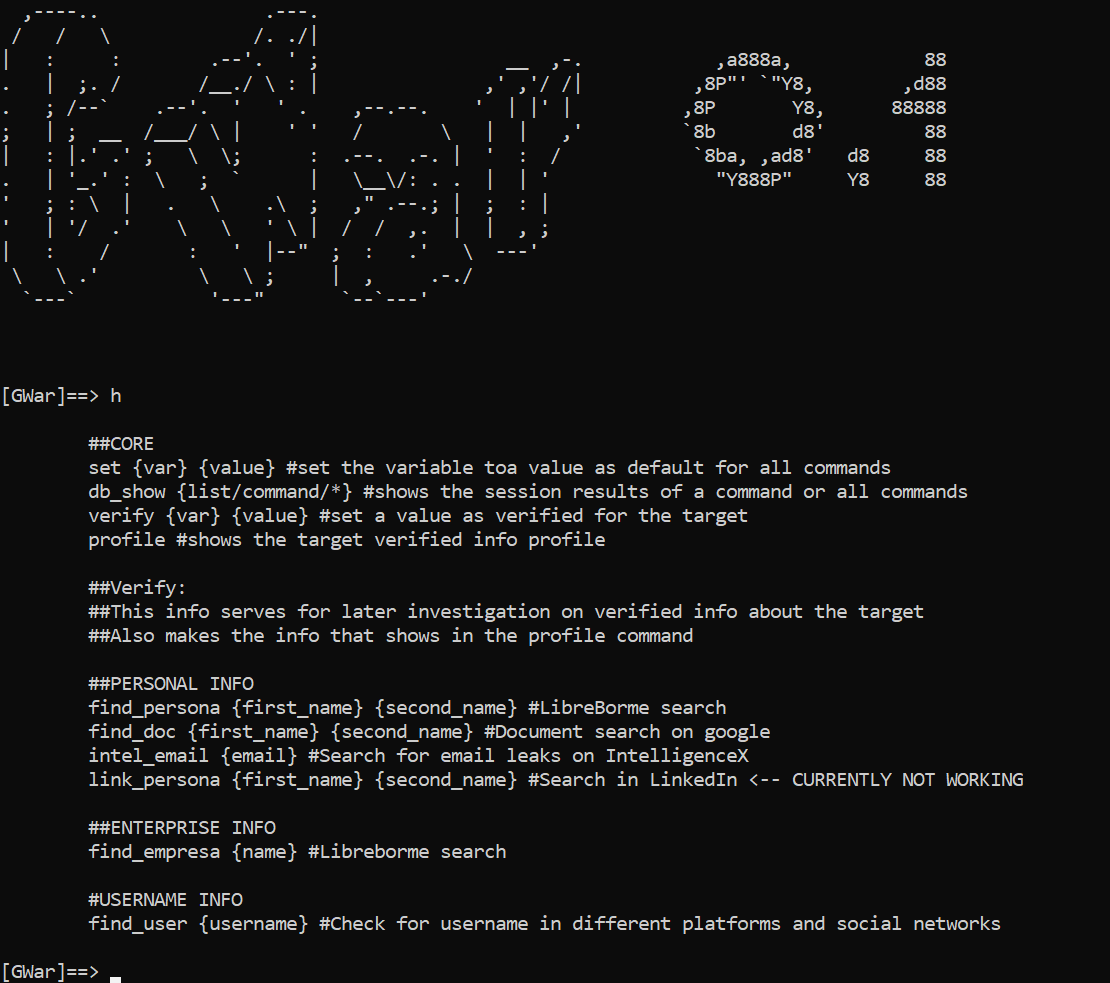 GWar 0.1
[GWar]==> h
##CORE
set {var} {value} #set the variable toa value as default for all commands
db_show {list/command/*} #shows the session results of a command or all commands
verify {var} {value} #set a value as verified for the target
profile #shows the target verified info profile
##Verify:
##This info serves for later investigation on verified info about the target
##Also makes the info that shows in the profile command
##PERSONAL INFO
find_persona {first_name} {second_name} #LibreBorme search
find_doc {first_name} {second_name} #Document search on google
intel_email {email} #Search for email leaks on IntelligenceX
link_persona {first_name} {second_name} #Search in LinkedIn <-- CURRENTLY NOT WORKING
##ENTERPRISE INFO
find_empresa {name} #Libreborme search
#USERNAME INFO
find_user {username} #Check for username in different platforms and social networks
[GWar]==>